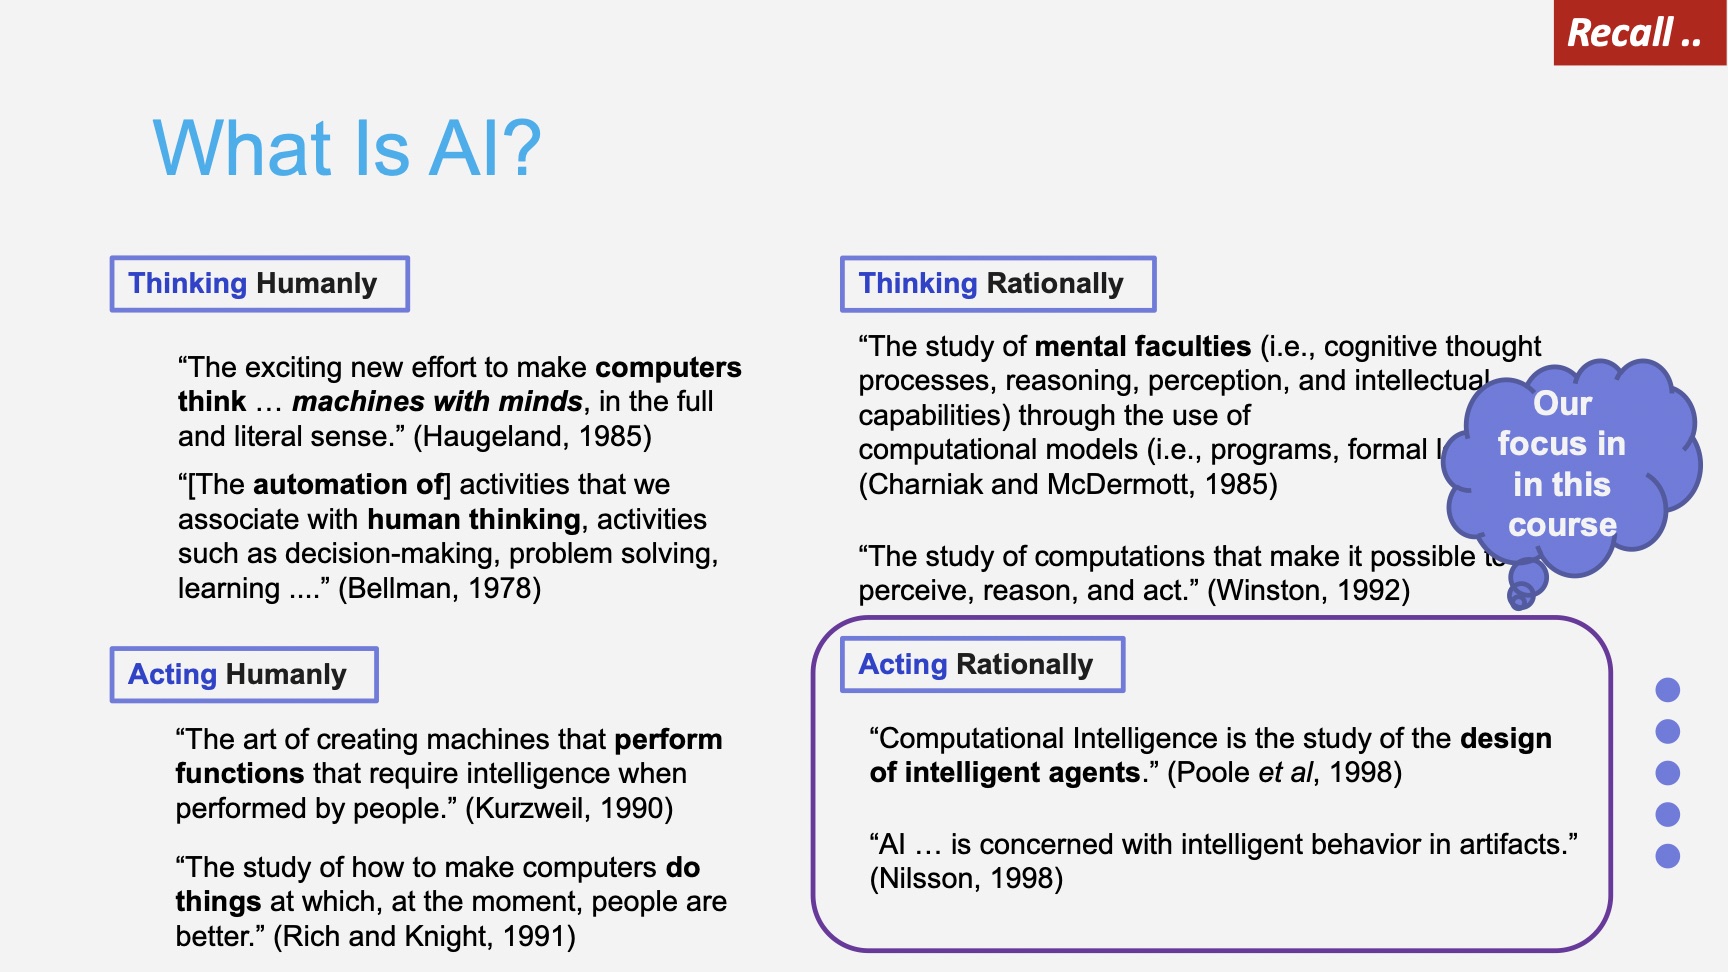 Recall ..
What Is AI?
Thinking Humanly
“The exciting new effort to make computers
think … machines with minds, in the full
and literal sense.” (Haugeland, 1985)
“[The automation of] activities that we
associate with human thinking, activities
such as decision-making, problem solving,
learning ....” (Bellman, 1978)
Thinking Rationally
“The study of mental faculties (i.e., cognitive thought
processes, reasoning, perception, and intellectual
capabilities) through the use of
computational models (i.e., programs, formal
(Charniak and McDermott, 1985)
“The study of computations that make it possible
perceive, reason, and act.” (Winston, 1992)
Our
focus in
in this
course
Acting Humanly
“The art of creating machines that perform
functions that require intelligence when
performed by people.” (Kurzweil, 1990)
“The study of how to make computers do
things at which, at the moment, people are
better.” (Rich and Knight, 1991)
Acting Rationally
“Computational Intelligence is the study of the design
of intelligent agents.” (Poole et al, 1998)
“AI … is concerned with intelligent behavior in artifacts.”
(Nilsson, 1998)